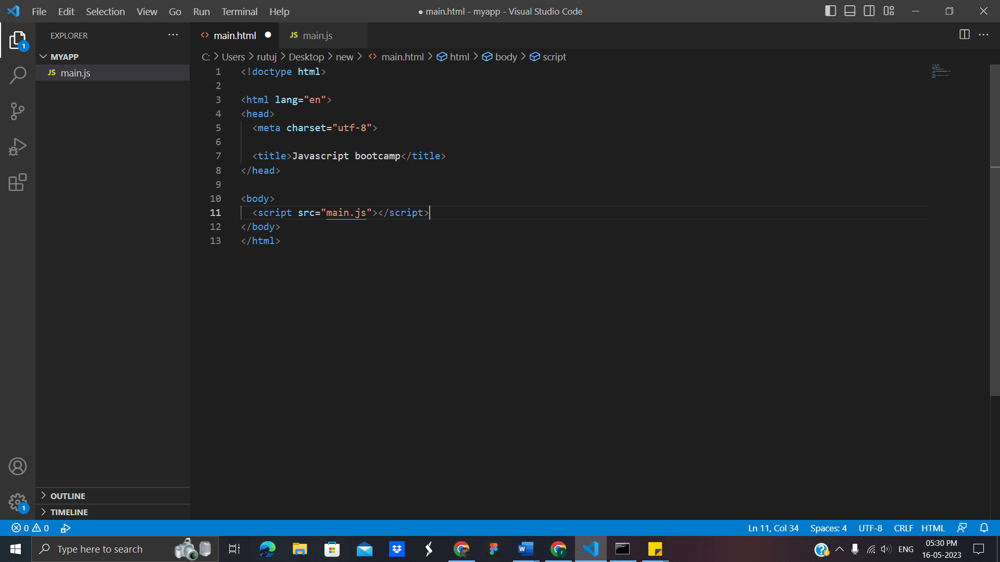 File Edit Selection View Go Run Terminal Help
● main.html - myapp - Visual Studio Code
EXPLORER
MYAPP
JS main.js
main.html
JS main.js
C: > Users > rutuj > Desktop > new > main.html > html > body > script
1 <!doctype html>
2
3 <html lang="en">
4 <head>
5 <meta charset="utf-8">
6
7 <title>Javascript bootcamp</title>
8 </head>
9
10 <body>
11 <script src="main.js"></script>
12 </body>
13 </html>
1
1
OUTLINE
TIMELINE
0 0
Ln 11, Col 34 Spaces: 4 UTF-8 CRLF HTML
Type here to search
ENG
05:30 PM
16-05-2023